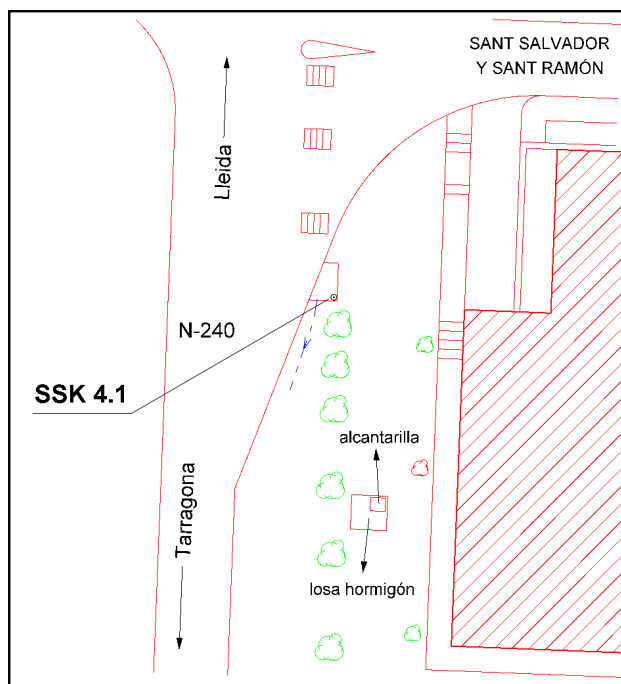 SANT SALVADOR
Y SANT RAMÓN
Lleida
N-240
SSK 4.1
alcantarilla
Tarragona
losa hormigón